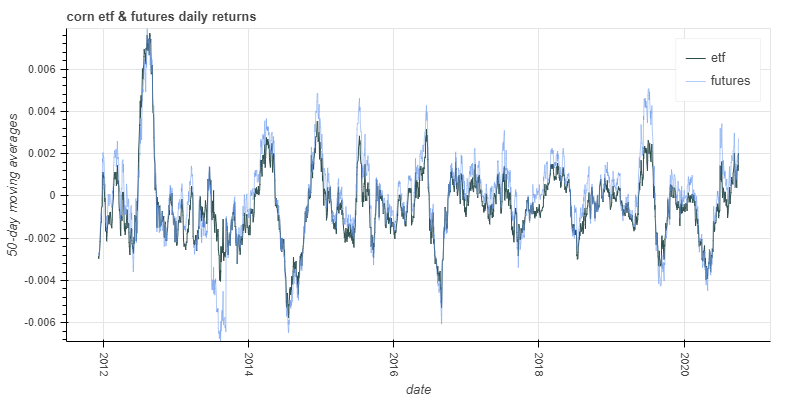 corn etf & futures daily returns
etf
futures
50-day moving averages
0.006
0.004
0.002
0
-0.002
-0.004
-0.006
2012
2014
2016
2018
2020
date